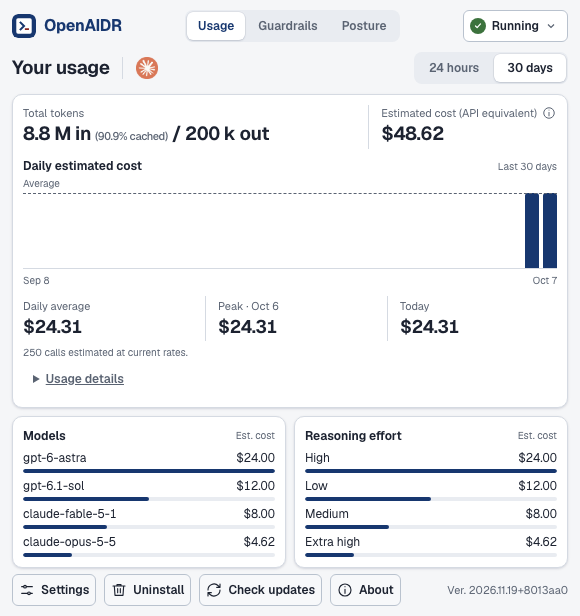 OpenAIDR
Usage Guardrails Posture
Running
Your usage
24 hours 30 days
Total tokens
8.8 M in (90.9% cached) / 200 k out
Estimated cost (API equivalent)
$48.62
Daily estimated cost
Last 30 days
Average
Sep 8
Oct 7
Daily average
$24.31
Peak · Oct 6
$24.31
Today
$24.31
250 calls estimated at current rates.
Usage details
Models Est. cost
gpt-6-astra $24.00
gpt-6.1-sol $12.00
claude-fable-5-1 $8.00
claude-opus-5-5 $4.62
Reasoning effort Est. cost
High $24.00
Low $12.00
Medium $8.00
Extra high $4.62
Settings Uninstall Check updates About
Ver. 2026.11.19+8013aa0